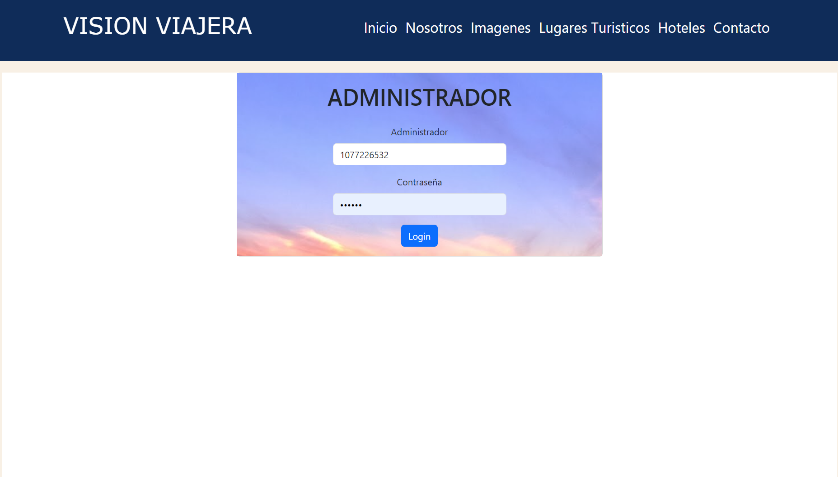 VISION VIAJERA
Inicio Nosotros Imagenes Lugares Turisticos Hoteles Contacto
ADMINISTRADOR
Administrador
1077226532
Contraseña
••••••
Login